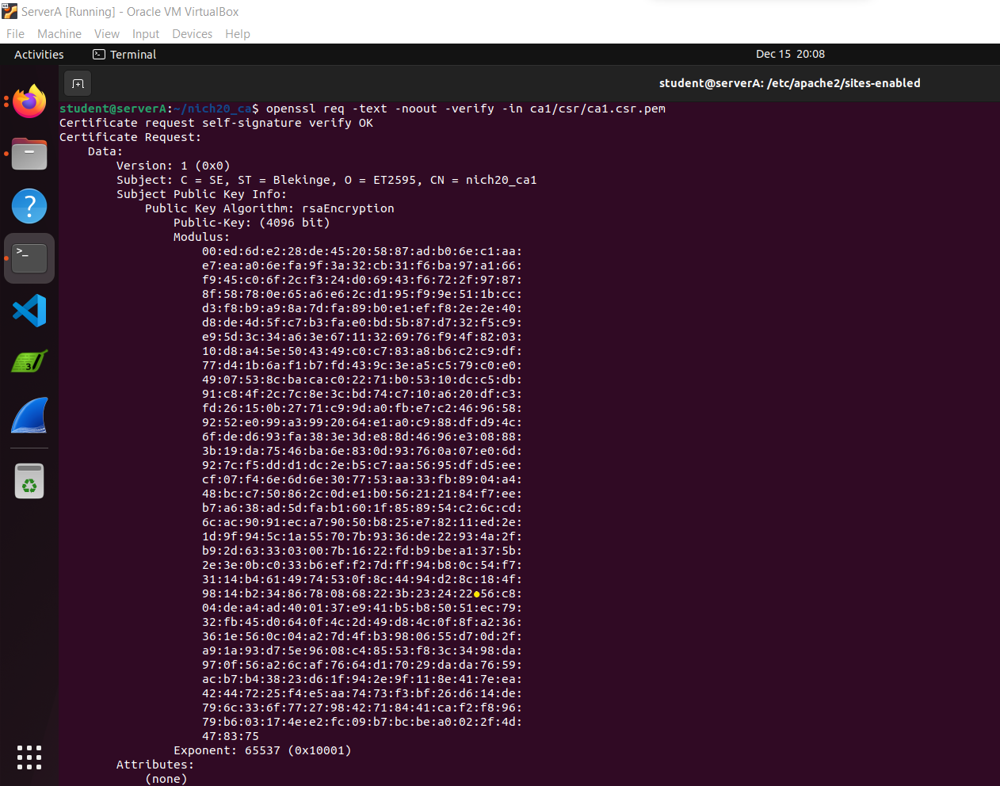 ServerA [Running] - Oracle VM VirtualBox
File Machine View Input Devices Help
Activities Terminal Dec 15 20:08
student@serverA: /etc/apache2/sites-enabled
student@serverA:~/nich20_ca$ openssl req -text -noout -verify -in ca1/csr/ca1.csr.pem
Certificate request self-signature verify OK
Certificate Request:
Data:
Version: 1 (0x0)
Subject: C = SE, ST = Blekinge, O = ET2595, CN = nich20_ca1
Subject Public Key Info:
Public Key Algorithm: rsaEncryption
Public-Key: (4096 bit)
Modulus:
00:ed:6d:e2:28:de:45:20:58:87:ad:b0:6e:c1:aa:
e7:ea:a0:6e:fa:9f:3a:32:cb:31:f6:ba:97:a1:66:
f9:45:c0:6f:2c:f3:24:d0:69:43:f6:72:2f:97:87:
8f:58:78:0e:65:a6:e6:2c:d1:95:f9:9e:51:1b:cc:
d3:f8:b9:a9:8a:7d:fa:89:b0:e1:ef:f8:2e:2e:40:
d8:de:4d:5f:c7:b3:fa:e0:bd:5b:87:d7:32:f5:c9:
e9:5d:3c:34:a6:3e:67:11:32:69:76:f9:4f:82:03:
10:d8:a4:5e:50:43:49:c0:c7:83:a8:b6:c2:c9:df:
77:d4:1b:6a:f1:b7:fd:43:9c:3e:a5:c5:79:c0:e0:
49:07:53:8c:ba:ca:c0:22:71:b0:53:10:dc:c5:db:
91:c8:4f:2c:7c:8e:3c:bd:74:c7:10:a6:20:df:c3:
fd:26:15:0b:27:71:c9:9d:a0:fb:e7:c2:46:96:58:
92:52:e0:99:a3:99:20:64:e1:a0:c9:88:df:d9:4c:
6f:de:d6:93:fa:38:3e:3d:e8:8d:46:96:e3:08:88:
3b:19:da:75:46:ba:6e:83:0d:93:76:0a:07:e0:6d:
92:7c:f5:dd:d1:dc:2e:b5:c7:aa:56:95:df:d5:ee:
cf:07:f4:6e:6d:6e:30:77:53:aa:33:fb:89:04:a4:
48:bc:c7:50:86:2c:0d:e1:b0:56:21:21:84:f7:ee:
b7:a6:38:ad:5d:fa:b1:60:1f:85:89:54:c2:6c:cd:
6c:ac:90:91:ec:a7:90:50:b8:25:e7:82:11:ed:2e:
1d:9f:94:5c:1a:55:70:7b:93:36:de:22:93:4a:2f:
b9:2d:63:33:03:00:7b:16:22:fd:b9:be:a1:37:5b:
2e:3e:0b:c0:33:b6:ef:f2:7d:ff:94:b8:0c:54:f7:
31:14:b4:61:49:74:53:0f:8c:44:94:d2:8c:18:4f:
98:14:b2:34:86:78:08:68:22:3b:23:24:22 56:c8:
04:de:a4:ad:40:01:37:e9:41:b5:b8:50:51:ec:79:
32:fb:45:d0:64:0f:4c:2d:49:d8:4c:0f:8f:a2:36:
36:1e:56:0c:04:a2:7d:4f:b3:98:06:55:d7:0d:2f:
a9:1a:93:d7:5e:96:08:c4:85:53:f8:3c:34:98:da:
97:0f:56:a2:6c:af:76:64:d1:70:29:da:da:76:59:
ac:b7:b4:38:23:d6:1f:94:2e:9f:11:8e:41:7e:ea:
42:44:72:25:f4:e5:aa:74:73:f3:bf:26:d6:14:de:
79:6c:33:6f:77:27:98:42:71:84:41:ca:f2:f8:96:
79:b6:03:17:4e:e2:fc:09:b7:bc:be:a0:02:2f:4d:
47:83:75
Exponent: 65537 (0x10001)
Attributes:
(none)